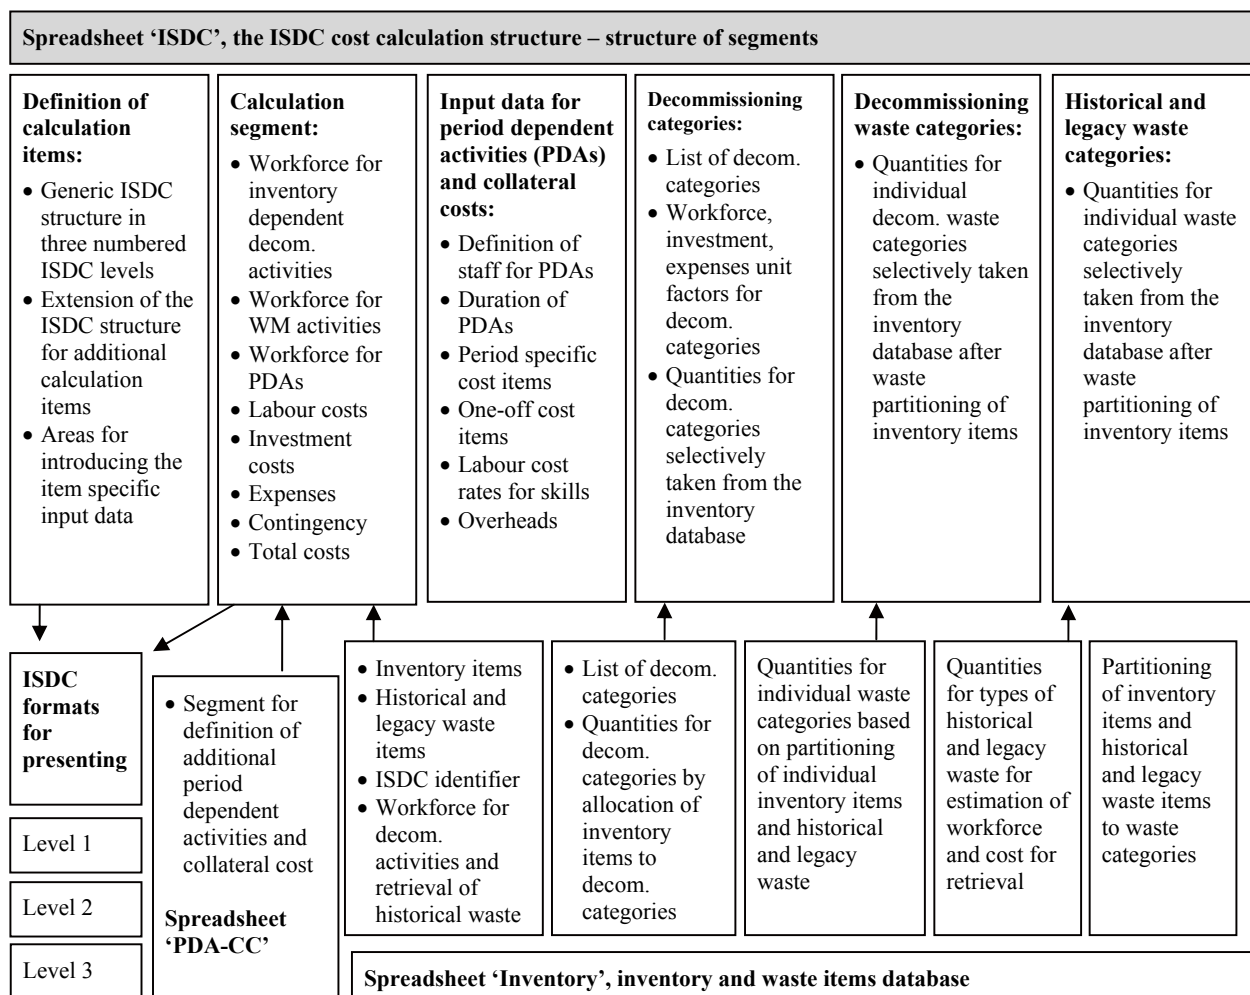 Spreadsheet ‘ISDC’, the ISDC cost calculation structure – structure of segments
Definition of
calculation
items:
• Generic ISDC
structure in
three numbered
ISDC levels
• Extension of the
ISDC structure
for additional
calculation
items
• Areas for
introducing the
item specific
input data
Calculation
segment:
• Workforce for
inventory
dependent
decom.
activities
• Workforce for
WM activities
• Workforce for
PDAs
• Labour costs
• Investment
costs
• Expenses
• Contingency
• Total costs
Input data for
period dependent
activities (PDAs)
and collateral
costs:
• Definition of
staff for PDAs
• Duration of
PDAs
• Period specific
cost items
• One-off cost
items
• Labour cost
rates for skills
• Overheads
Decommissioning
categories:
• List of decom.
categories
• Workforce,
investment,
expenses unit
factors for
decom.
categories
• Quantities for
decom.
categories
selectively
taken from the
inventory
database
Decommissioning
waste categories:
• Quantities for
individual
decom. waste
categories
selectively taken
from the
inventory
database after
waste
partitioning of
inventory items
Historical and
legacy waste
categories:
• Quantities for
individual waste
categories
selectively
taken from the
inventory
database after
waste
partitioning of
inventory items
ISDC
formats
for
presenting
Level 1
Level 2
Level 3
• Segment for
definition of
additional
period
dependent
activities and
collateral cost
Spreadsheet
‘PDA-CC’
• Inventory items
• Historical and
legacy waste
items
• ISDC identifier
• Workforce for
decom.
activities and
retrieval of
historical waste
• List of decom.
categories
• Quantities for
decom.
categories by
allocation of
inventory
items to
decom.
categories
Quantities for
individual waste
categories based
on partitioning
of individual
inventory items
and historical
and legacy
waste
Quantities
for types of
historical
and legacy
waste for
estimation of
workforce
and cost for
retrieval
Partitioning
of inventory
items and
historical
and legacy
waste items
to waste
categories
Spreadsheet ‘Inventory’, inventory and waste items database